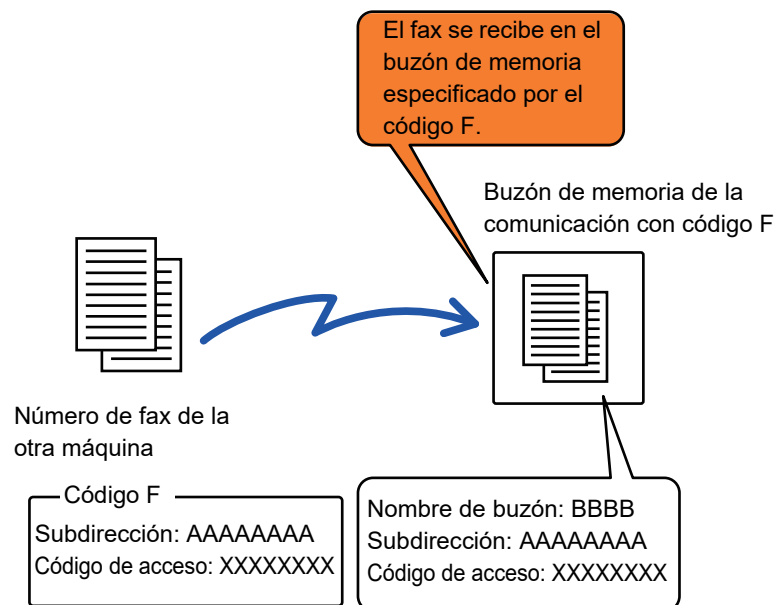 El fax se recibe en el
buzón de memoria
especificado por el
código F.
Buzón de memoria de la
comunicación con código F
Número de fax de la
otra máquina
Código F
Subdirección: AAAAAAAA
Código de acceso: XXXXXXXX
Nombre de buzón: BBBB
Subdirección: AAAAAAAA
Código de acceso: XXXXXXXX